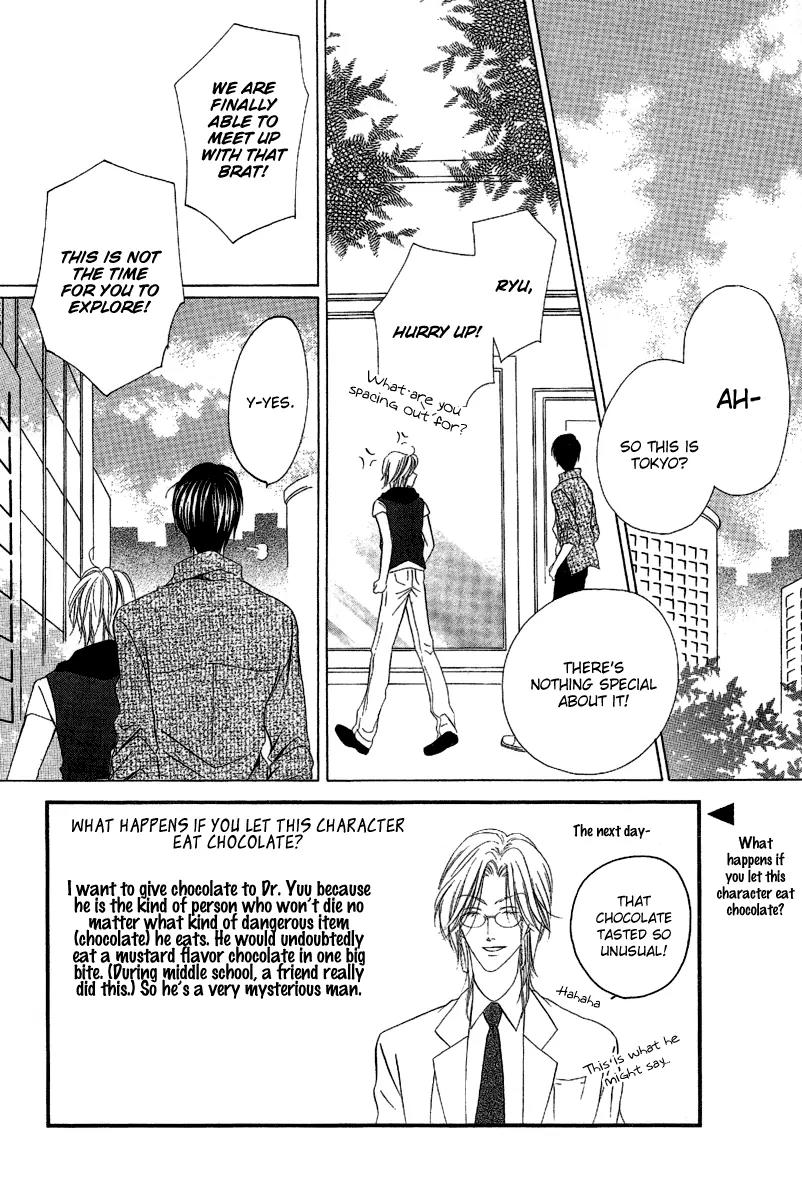 AH-
SO THIS IS
TOKYO?
THERE'S
NOTHING SPECIAL
ABOUT IT!
RYU,
HURRY UP!
What are you
spacing out for?
WE ARE
FINALLY
ABLE TO
MEET UP
WITH THAT
BRAT!
THIS IS NOT
THE TIME
FOR YOU TO
EXPLORE!
Y-YES.
What
happens if
you let this
character eat
chocolate?
WHAT HAPPENS IF YOU LET THIS CHARACTER
EAT CHOCOLATE?
I want to give chocolate to Dr. Yuu because
he is the kind of person who won't die no
matter what kind of dangerous item
(chocolate) he eats. He would undoubtedly
eat a mustard flavor chocolate in one big
bite. (During middle school, a friend really
did this.) So he's a very mysterious man.
The next day-
THAT
CHOCOLATE
TASTED SO
UNUSUAL!
Hahaha
This is what he
might say...